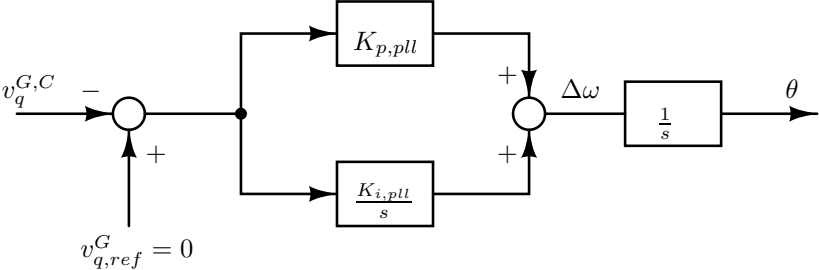 K_{p,pll}
v_q^{G,C}
−
+
Δω
θ
1/s
+
+
K_{i,pll}/s
v_{q,ref}^G = 0